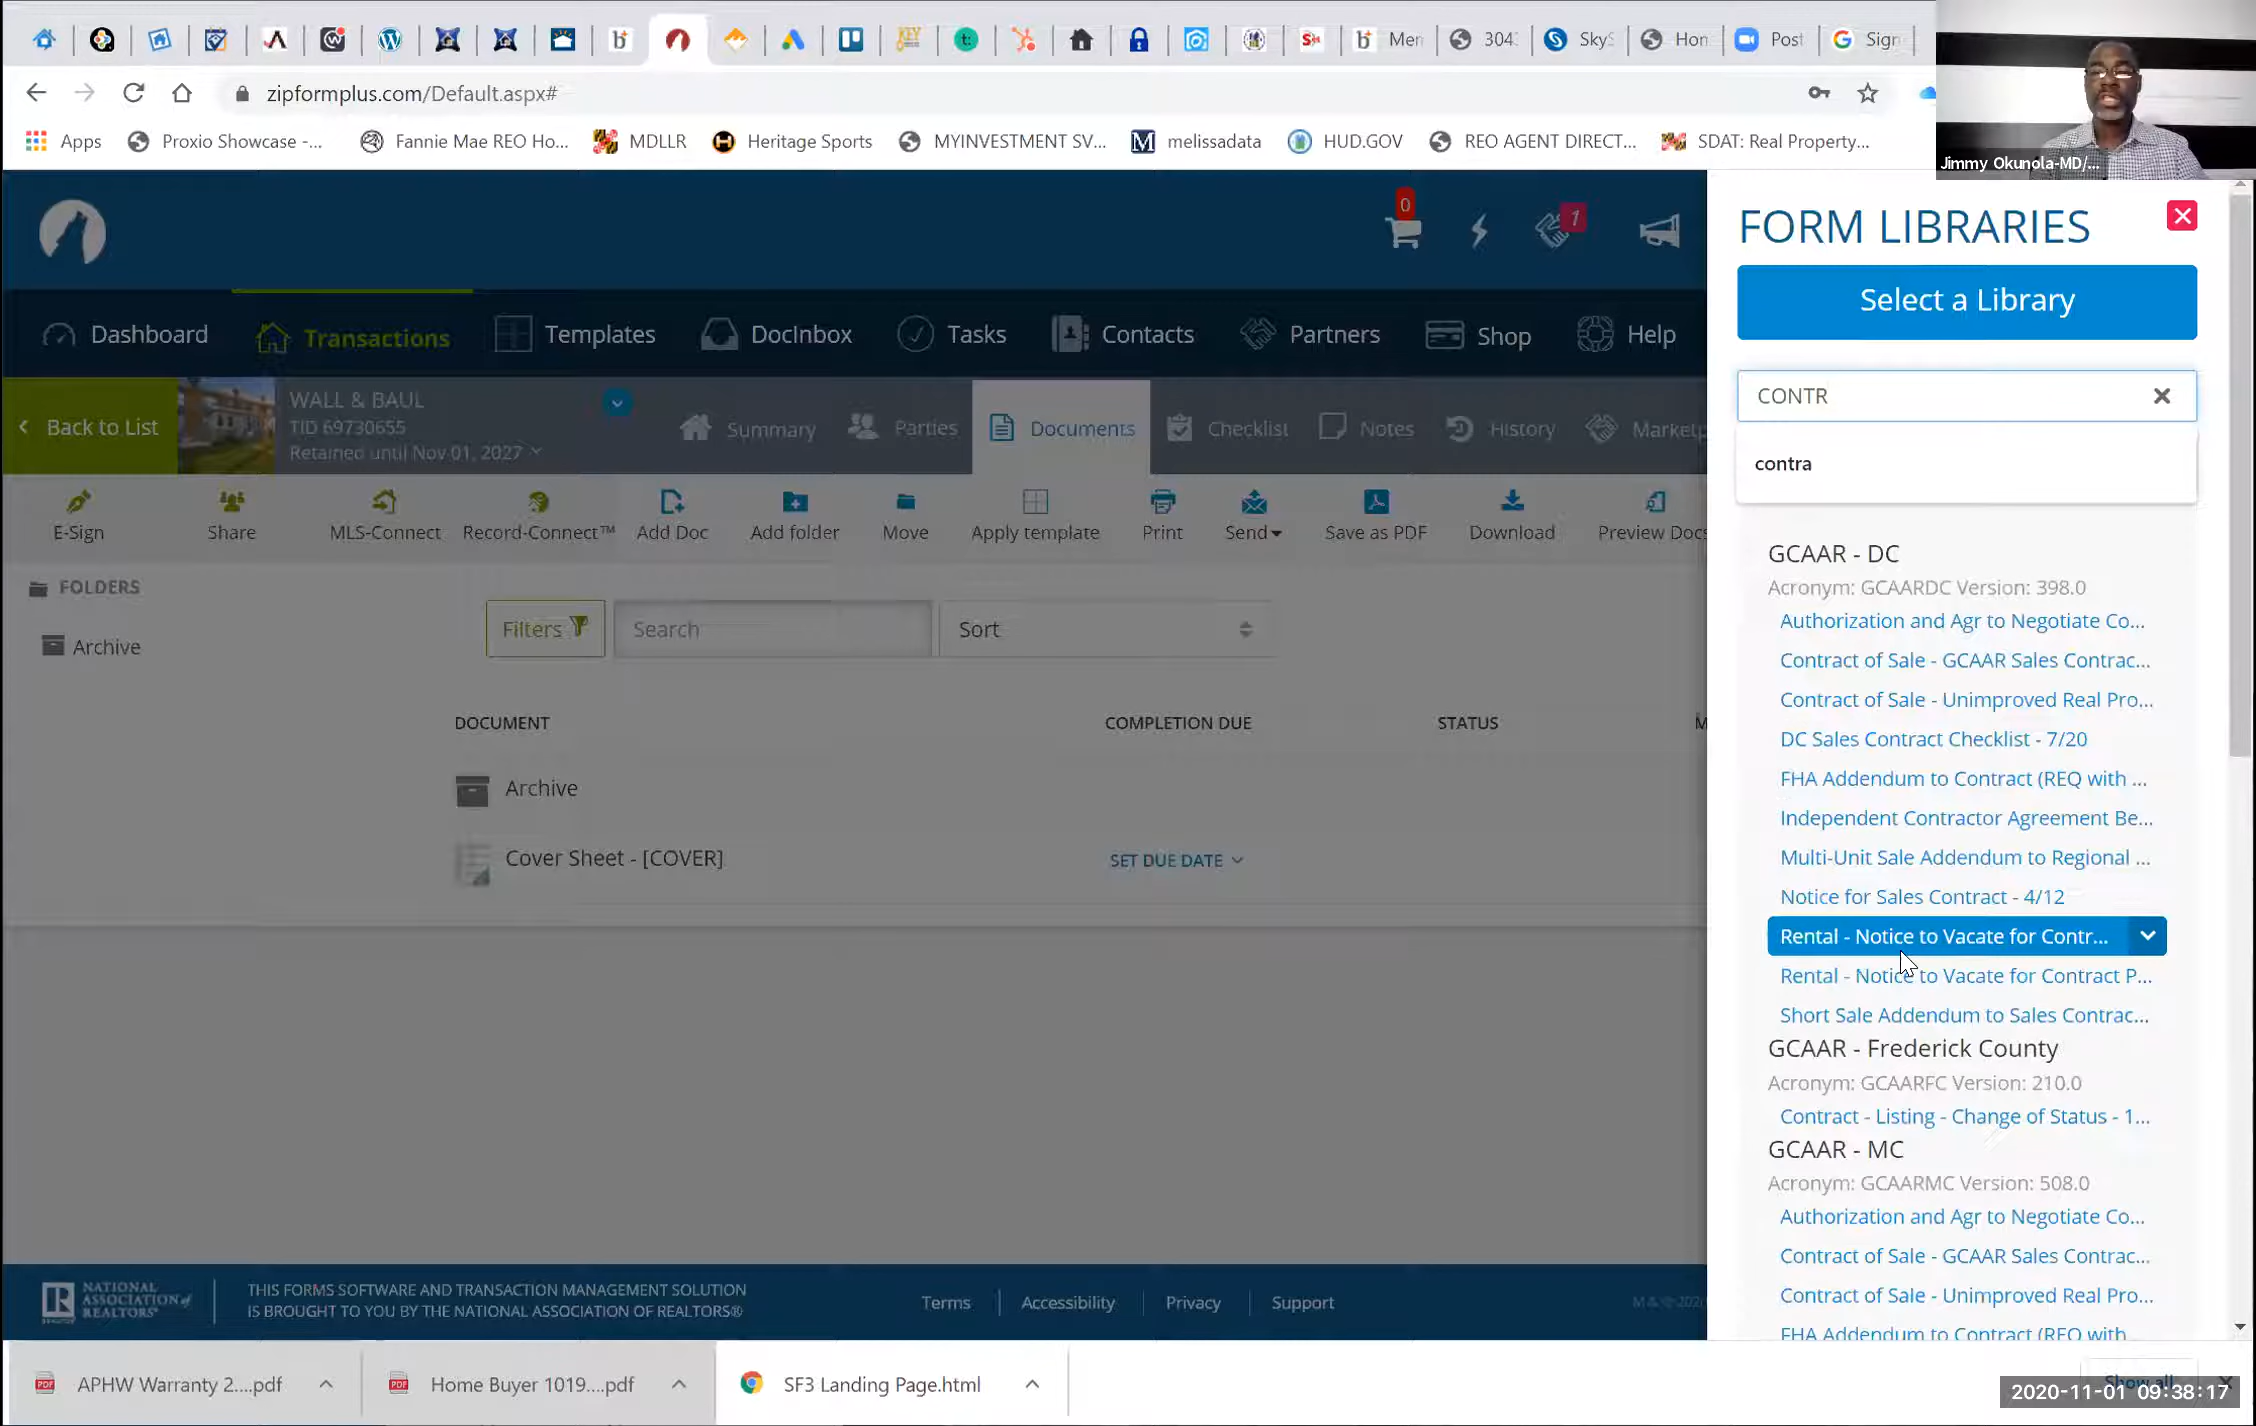 Mer
304
Sky
Hon
Post
Sign
zipformplus.com/Default.aspx#
Apps
Proxio Showcase -...
Fannie Mae REO Ho...
MDLLR
Heritage Sports
MYINVESTMENT SV...
melissadata
HUD.GOV
REO AGENT DIRECT...
SDAT: Real Property...
Jimmy Okunola-MD/...
0
1
FORM LIBRARIES
Select a Library
Dashboard
Transactions
Templates
DocInbox
Tasks
Contacts
Partners
Shop
Help
Back to List
WALL & BAUL
TID 69730655
Retained until Nov 01, 2027
Summary
Parties
Documents
Checklist
Notes
History
Marketp
CONTR
contra
E-Sign
Share
MLS-Connect
Record-Connect™
Add Doc
Add folder
Move
Apply template
Print
Send
Save as PDF
Download
Preview Docs
FOLDERS
Archive
Filters
Search
Sort
DOCUMENT
COMPLETION DUE
STATUS
M
Archive
Cover Sheet - [COVER]
SET DUE DATE
GCAAR - DC
Acronym: GCAARDC Version: 398.0
Authorization and Agr to Negotiate Co...
Contract of Sale - GCAAR Sales Contrac...
Contract of Sale - Unimproved Real Pro...
DC Sales Contract Checklist - 7/20
FHA Addendum to Contract (REQ with ...
Independent Contractor Agreement Be...
Multi-Unit Sale Addendum to Regional ...
Notice for Sales Contract - 4/12
Rental - Notice to Vacate for Contr...
Rental - Notice to Vacate for Contract P...
Short Sale Addendum to Sales Contrac...
GCAAR - Frederick County
Acronym: GCAARFC Version: 210.0
Contract - Listing - Change of Status - 1...
GCAAR - MC
Acronym: GCAARMC Version: 508.0
Authorization and Agr to Negotiate Co...
Contract of Sale - GCAAR Sales Contrac...
Contract of Sale - Unimproved Real Pro...
FHA Addendum to Contract (REQ with
NATIONAL
ASSOCIATION of
REALTORS®
THIS FORMS SOFTWARE AND TRANSACTION MANAGEMENT SOLUTION
IS BROUGHT TO YOU BY THE NATIONAL ASSOCIATION OF REALTORS®
Terms
Accessibility
Privacy
Support
APHW Warranty 2....pdf
Home Buyer 1019....pdf
SF3 Landing Page.html
Show all
2020-11-01 09:38:17